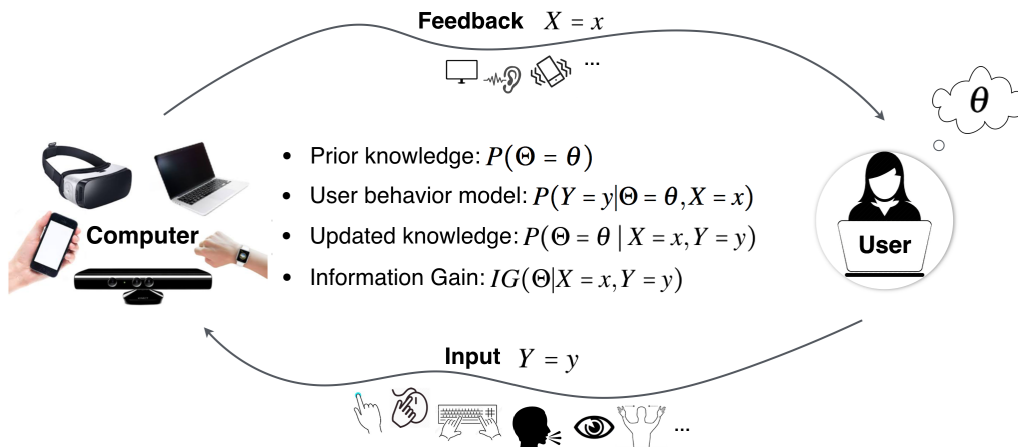 Feedback X = x
...
θ
• Prior knowledge: P(Θ = θ)
• User behavior model: P(Y = y|Θ = θ, X = x)
Computer
• Updated knowledge: P(Θ = θ | X = x, Y = y)
User
• Information Gain: IG(Θ|X = x, Y = y)
Input Y = y
...